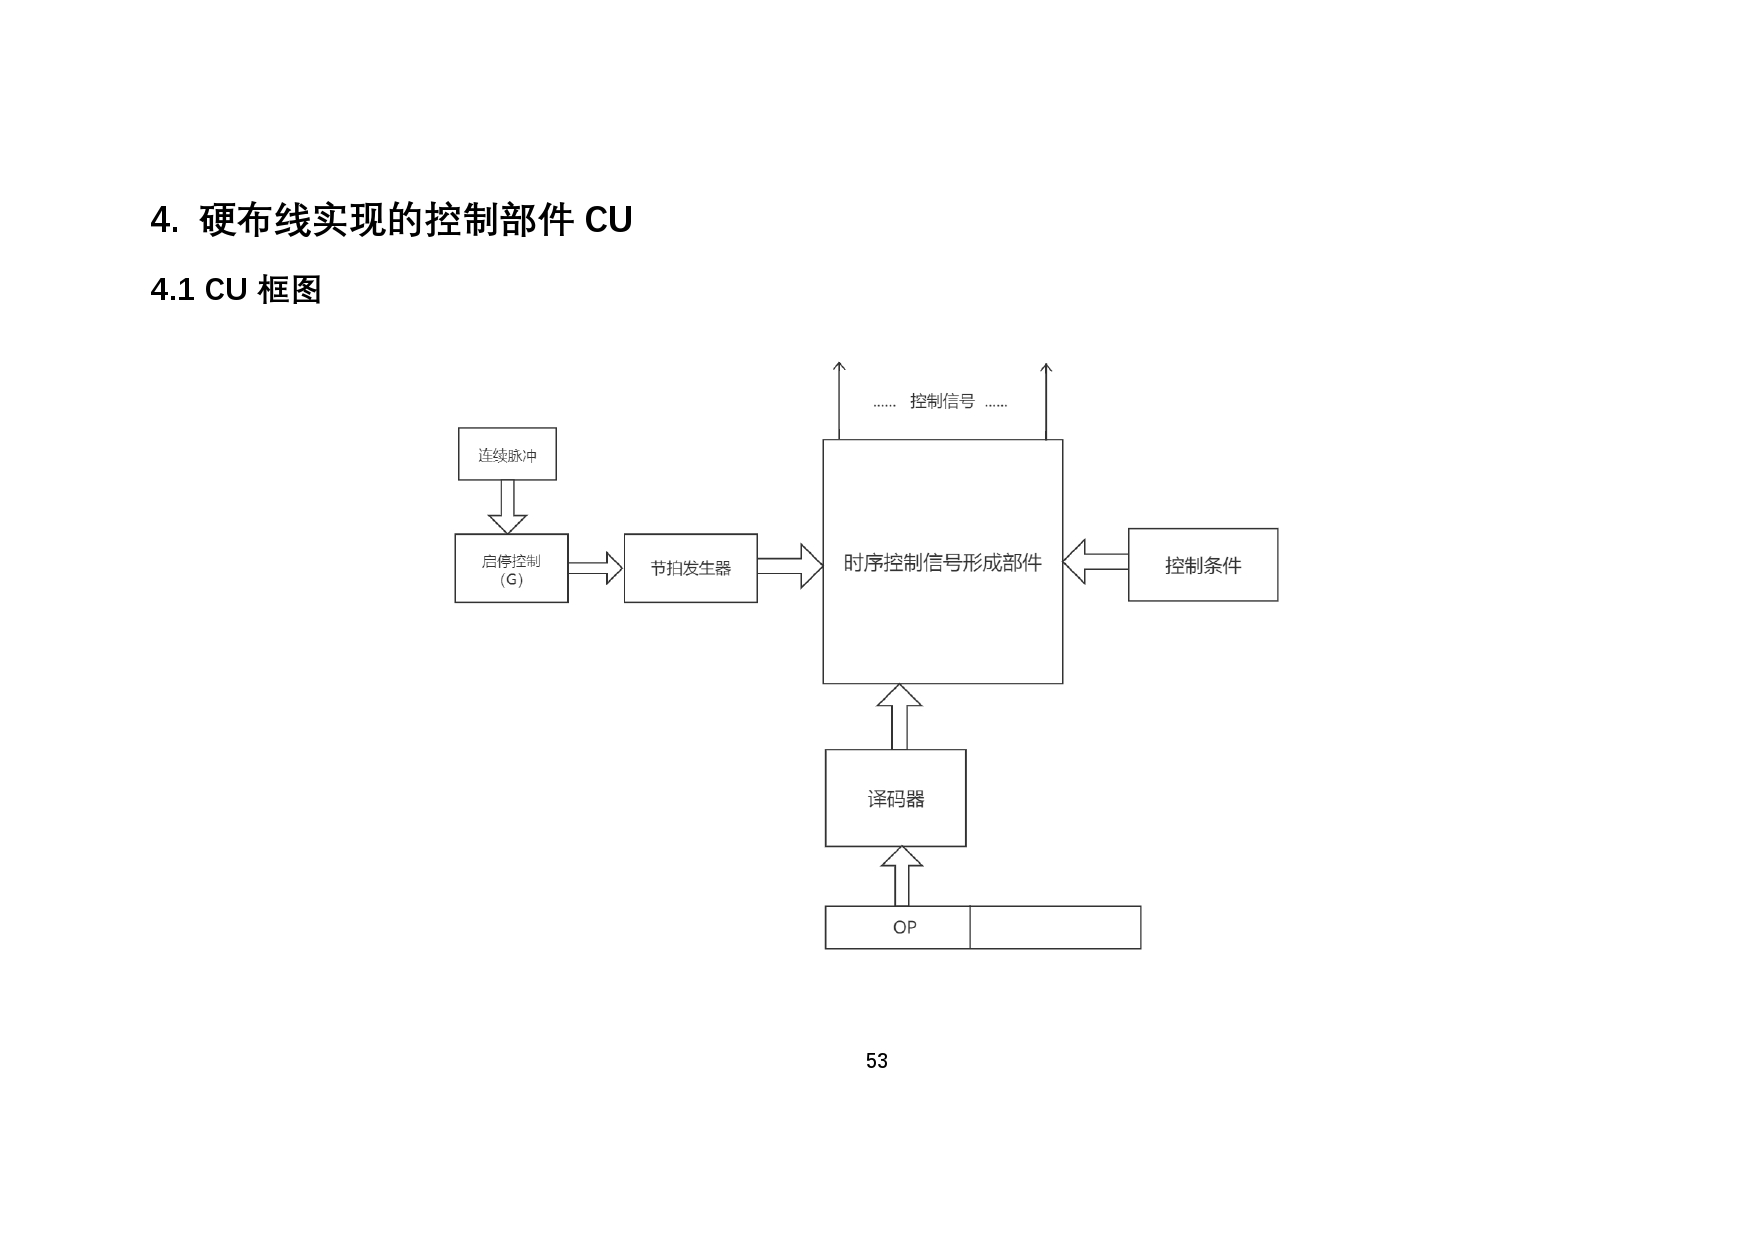 4. 硬布线实现的控制部件 CU
4.1 CU 框图
...... 控制信号 ......
连续脉冲
启停控制
(G)
节拍发生器
时序控制信号形成部件
控制条件
译码器
OP
53